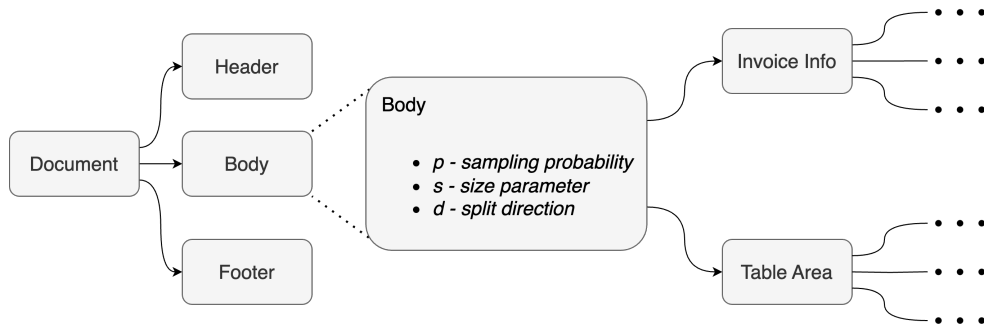 Document
Header
Body
Footer
Body
• p - sampling probability
• s - size parameter
• d - split direction
Invoice Info
Table Area